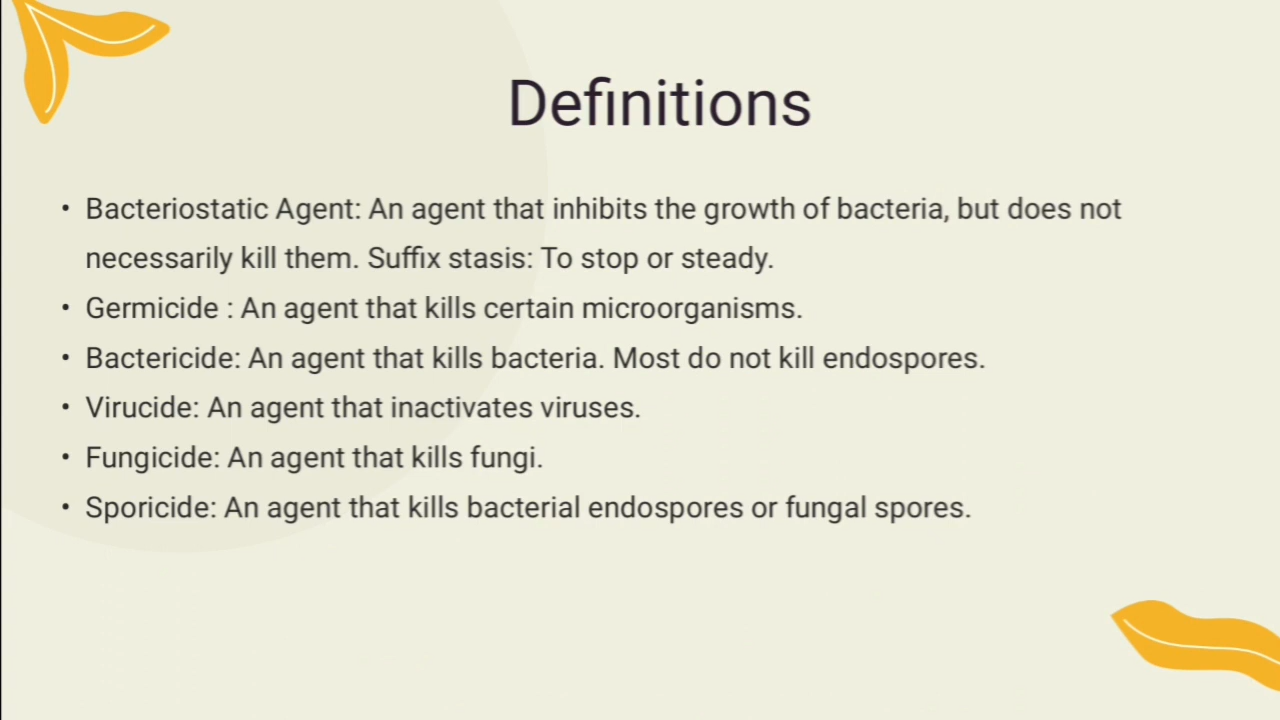 Definitions
• Bacteriostatic Agent: An agent that inhibits the growth of bacteria, but does not
necessarily kill them. Suffix stasis: To stop or steady.
• Germicide : An agent that kills certain microorganisms.
• Bactericide: An agent that kills bacteria. Most do not kill endospores.
• Virucide: An agent that inactivates viruses.
• Fungicide: An agent that kills fungi.
• Sporicide: An agent that kills bacterial endospores or fungal spores.